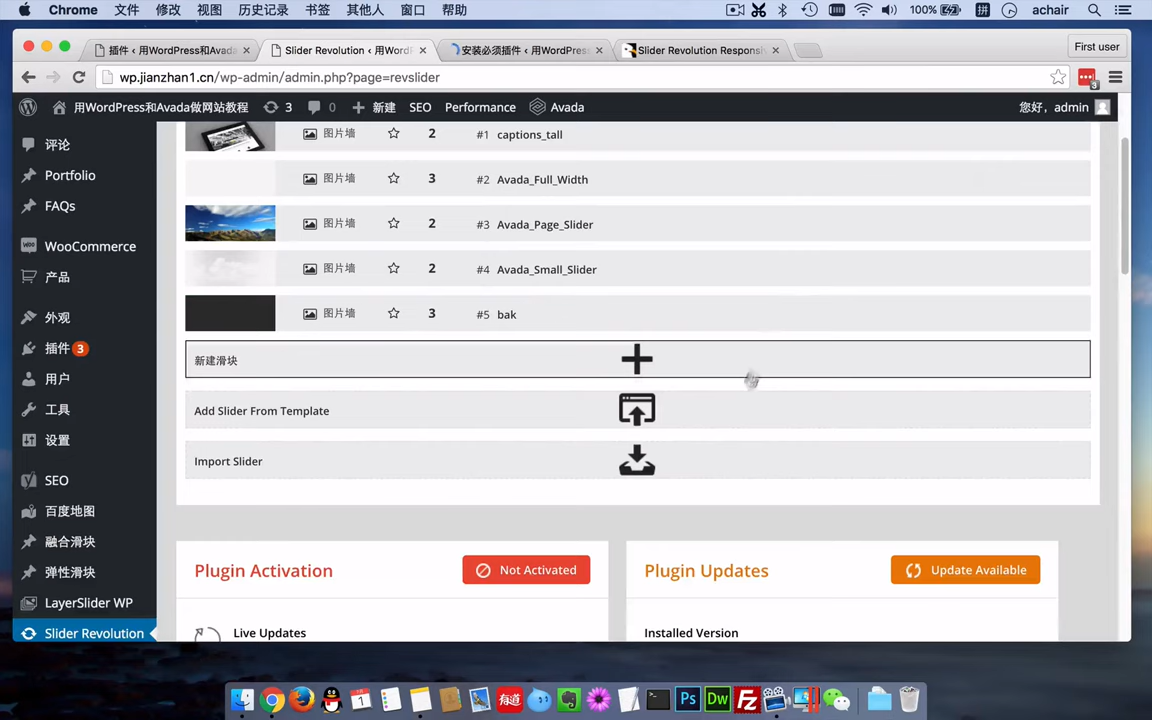 Chrome 文件 修改 视图 历史记录 书签 其他人 窗口 帮助 100% 拼 achair
插件 ‹ 用WordPress和Avada Slider Revolution ‹ 用Word 安装必须插件 ‹ 用WordPress Slider Revolution Responsiv First user
wp.jianzhan1.cn/wp-admin/admin.php?page=revslider 3
用WordPress和Avada做网站教程 3 0 新建 SEO Performance Avada 您好，admin
评论
Portfolio
FAQs
WooCommerce
产品
外观
插件 3
用户
工具
设置
SEO
百度地图
融合滑块
弹性滑块
LayerSlider WP
Slider Revolution
图片墙 2 #1 captions_tall
图片墙 3 #2 Avada_Full_Width
图片墙 2 #3 Avada_Page_Slider
图片墙 2 #4 Avada_Small_Slider
图片墙 3 #5 bak
新建滑块
Add Slider From Template
Import Slider
Plugin Activation Not Activated
Live Updates
Plugin Updates Update Available
Installed Version
有道 Ps Dw Fz